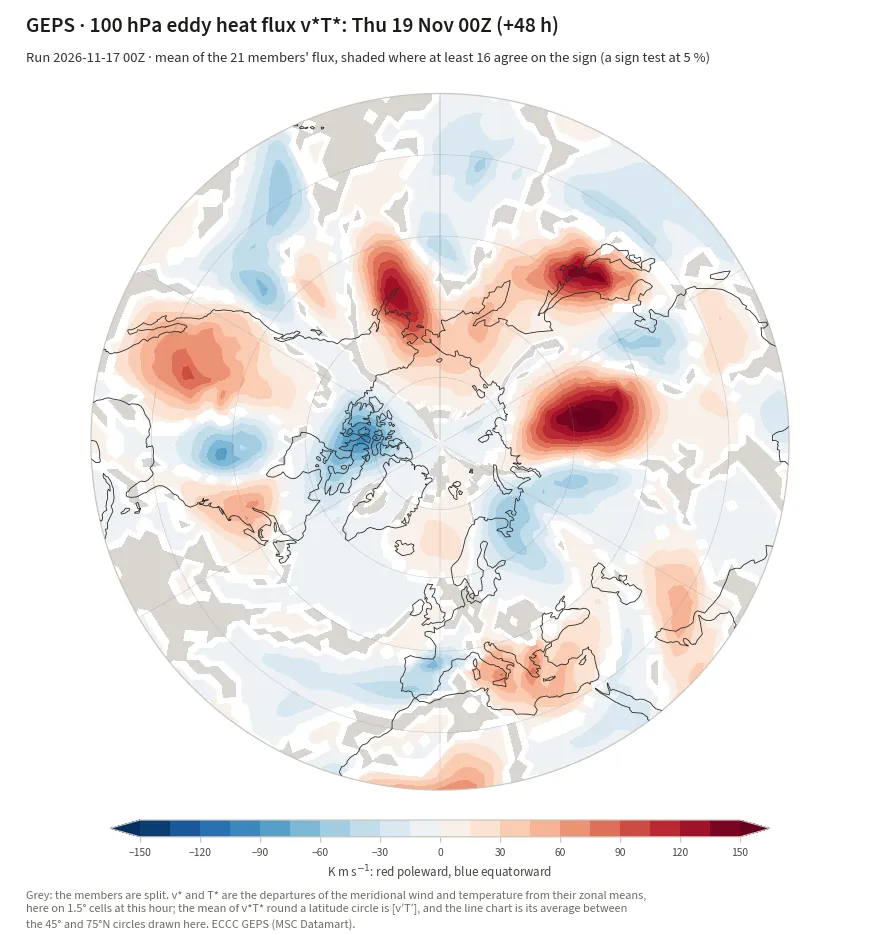 GEPS · 100 hPa eddy heat flux v*T*: Thu 19 Nov 00Z (+48 h)
Run 2026-11-17 00Z · mean of the 21 members' flux, shaded where at least 16 agree on the sign (a sign test at 5 %)
−150 −120 −90 −60 −30 0 30 60 90 120 150
K m s⁻¹: red poleward, blue equatorward
Grey: the members are split. v* and T* are the departures of the meridional wind and temperature from their zonal means,
here on 1.5° cells at this hour; the mean of v*T* round a latitude circle is [v'T'], and the line chart is its average between
the 45° and 75°N circles drawn here. ECCC GEPS (MSC Datamart).